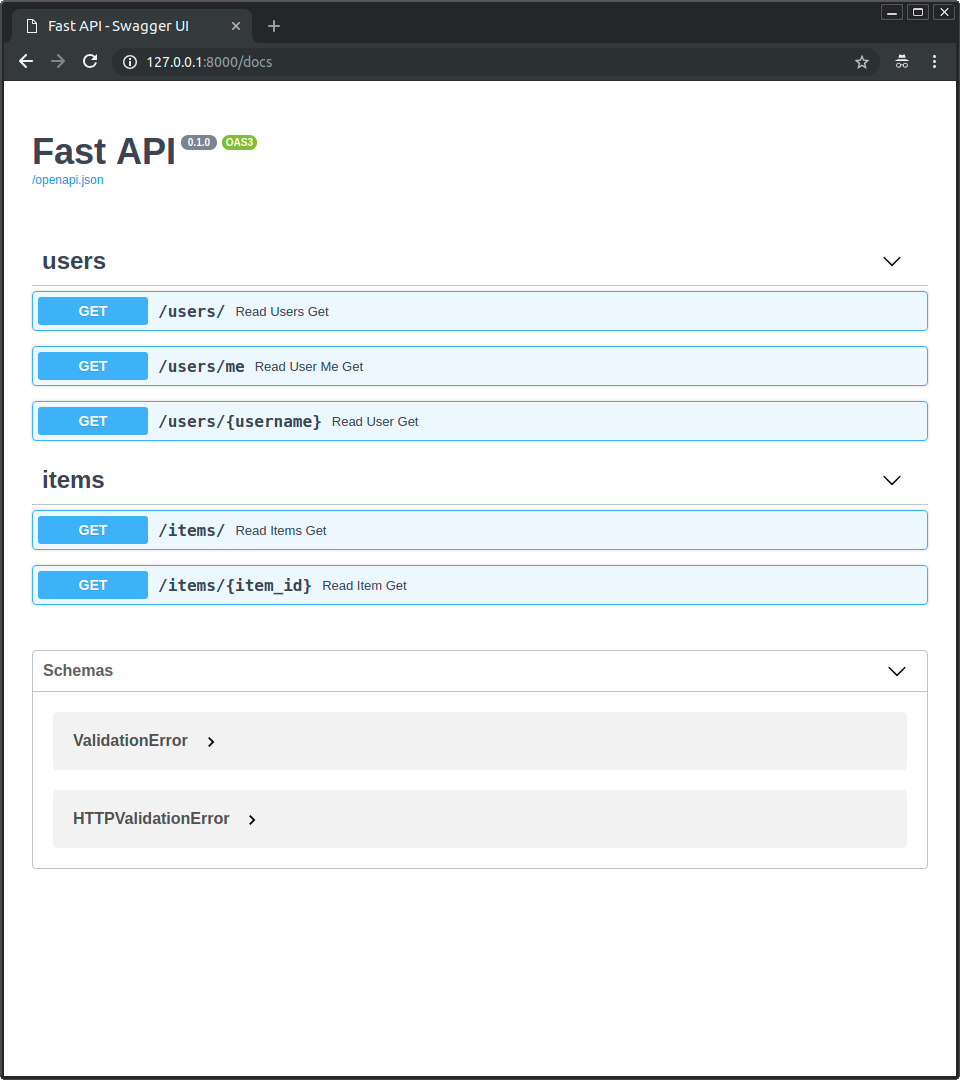 Fast API - Swagger UI
127.0.0.1:8000/docs
Fast API 0.1.0 OAS3
/openapi.json
users
GET /users/ Read Users Get
GET /users/me Read User Me Get
GET /users/{username} Read User Get
items
GET /items/ Read Items Get
GET /items/{item_id} Read Item Get
Schemas
ValidationError
HTTPValidationError